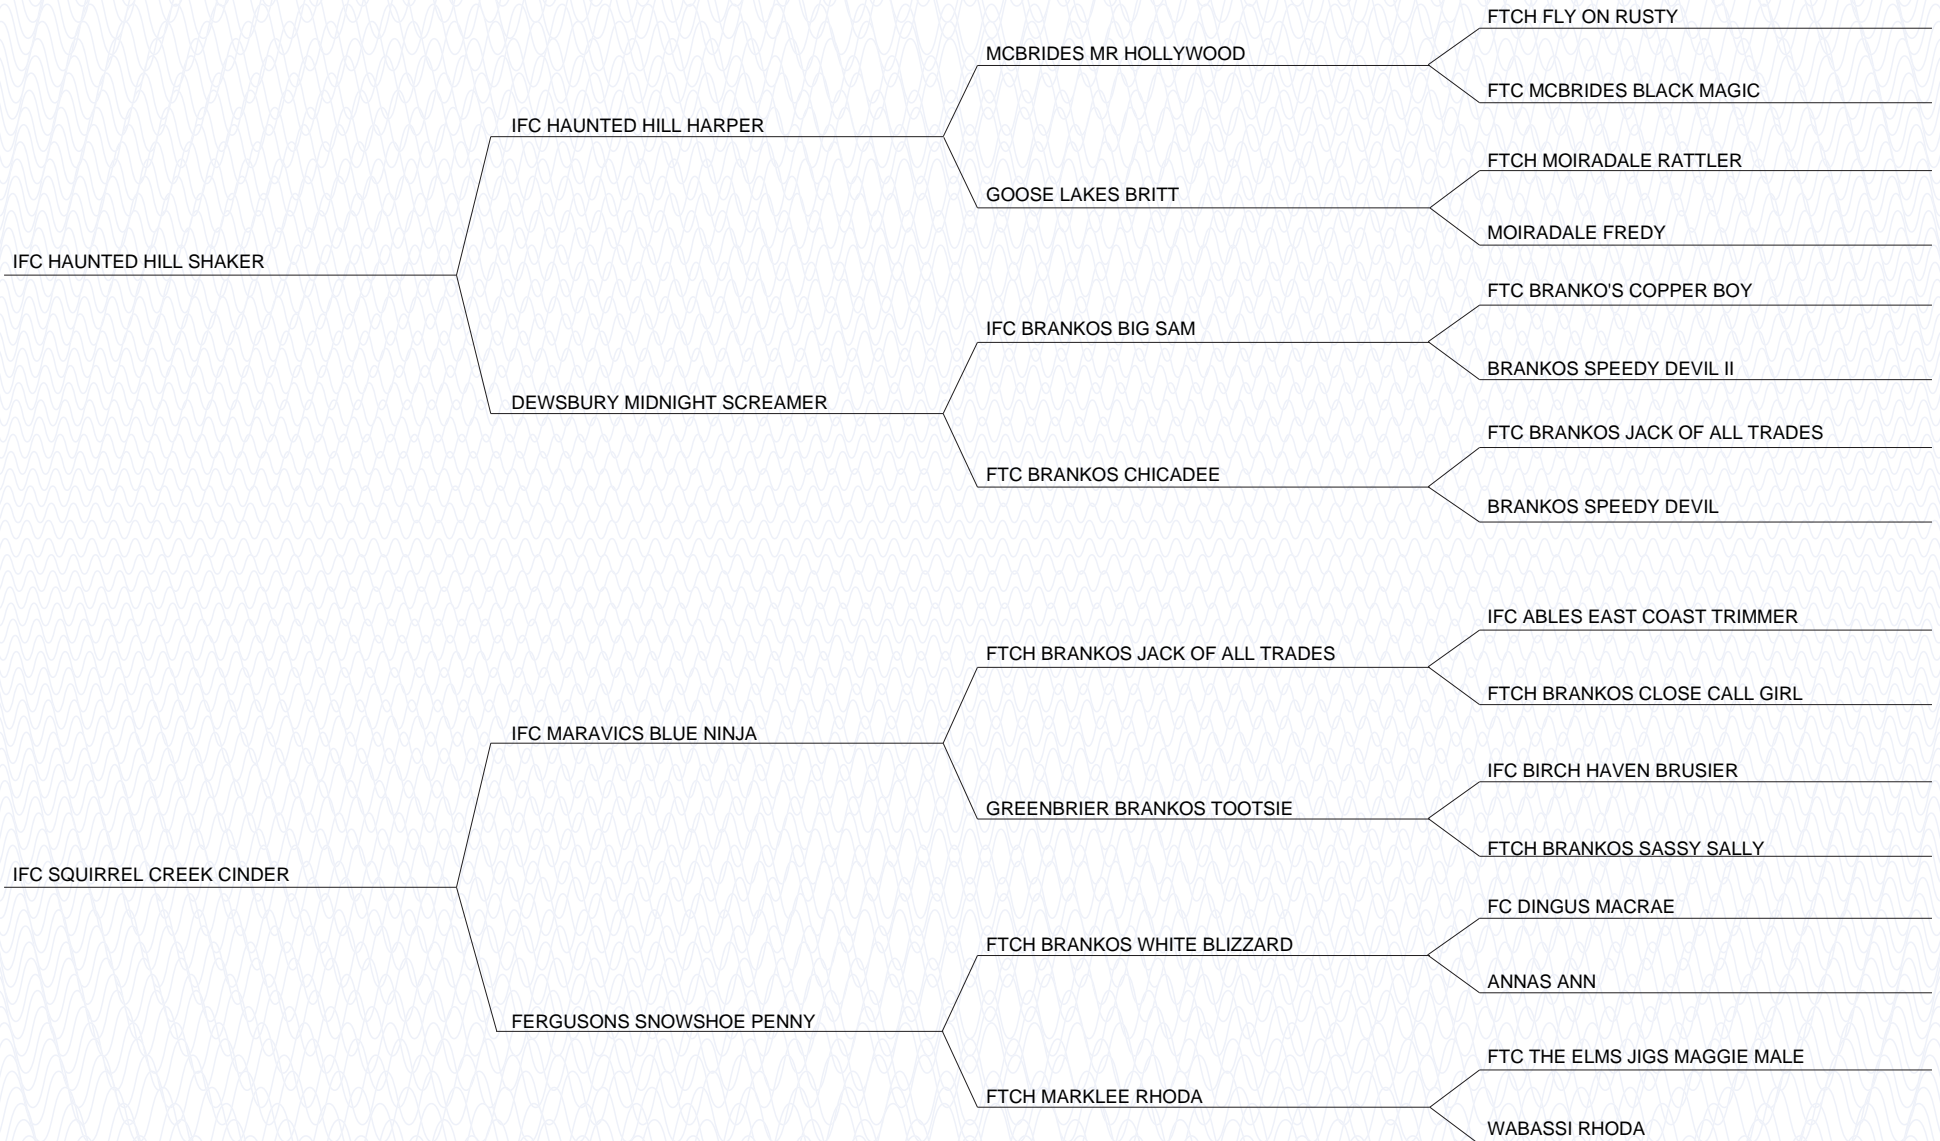 FTCH FLY ON RUSTY
MCBRIDES MR HOLLYWOOD
FTC MCBRIDES BLACK MAGIC
IFC HAUNTED HILL HARPER
FTCH MOIRADALE RATTLER
GOOSE LAKES BRITT
MOIRADALE FREDY
IFC HAUNTED HILL SHAKER
FTC BRANKO'S COPPER BOY
IFC BRANKOS BIG SAM
BRANKOS SPEEDY DEVIL II
DEWSBURY MIDNIGHT SCREAMER
FTC BRANKOS JACK OF ALL TRADES
FTC BRANKOS CHICADEE
BRANKOS SPEEDY DEVIL
IFC ABLES EAST COAST TRIMMER
FTCH BRANKOS JACK OF ALL TRADES
FTCH BRANKOS CLOSE CALL GIRL
IFC MARAVICS BLUE NINJA
IFC BIRCH HAVEN BRUSIER
GREENBRIER BRANKOS TOOTSIE
FTCH BRANKOS SASSY SALLY
IFC SQUIRREL CREEK CINDER
FC DINGUS MACRAE
FTCH BRANKOS WHITE BLIZZARD
ANNAS ANN
FERGUSONS SNOWSHOE PENNY
FTC THE ELMS JIGS MAGGIE MALE
FTCH MARKLEE RHODA
WABASSI RHODA